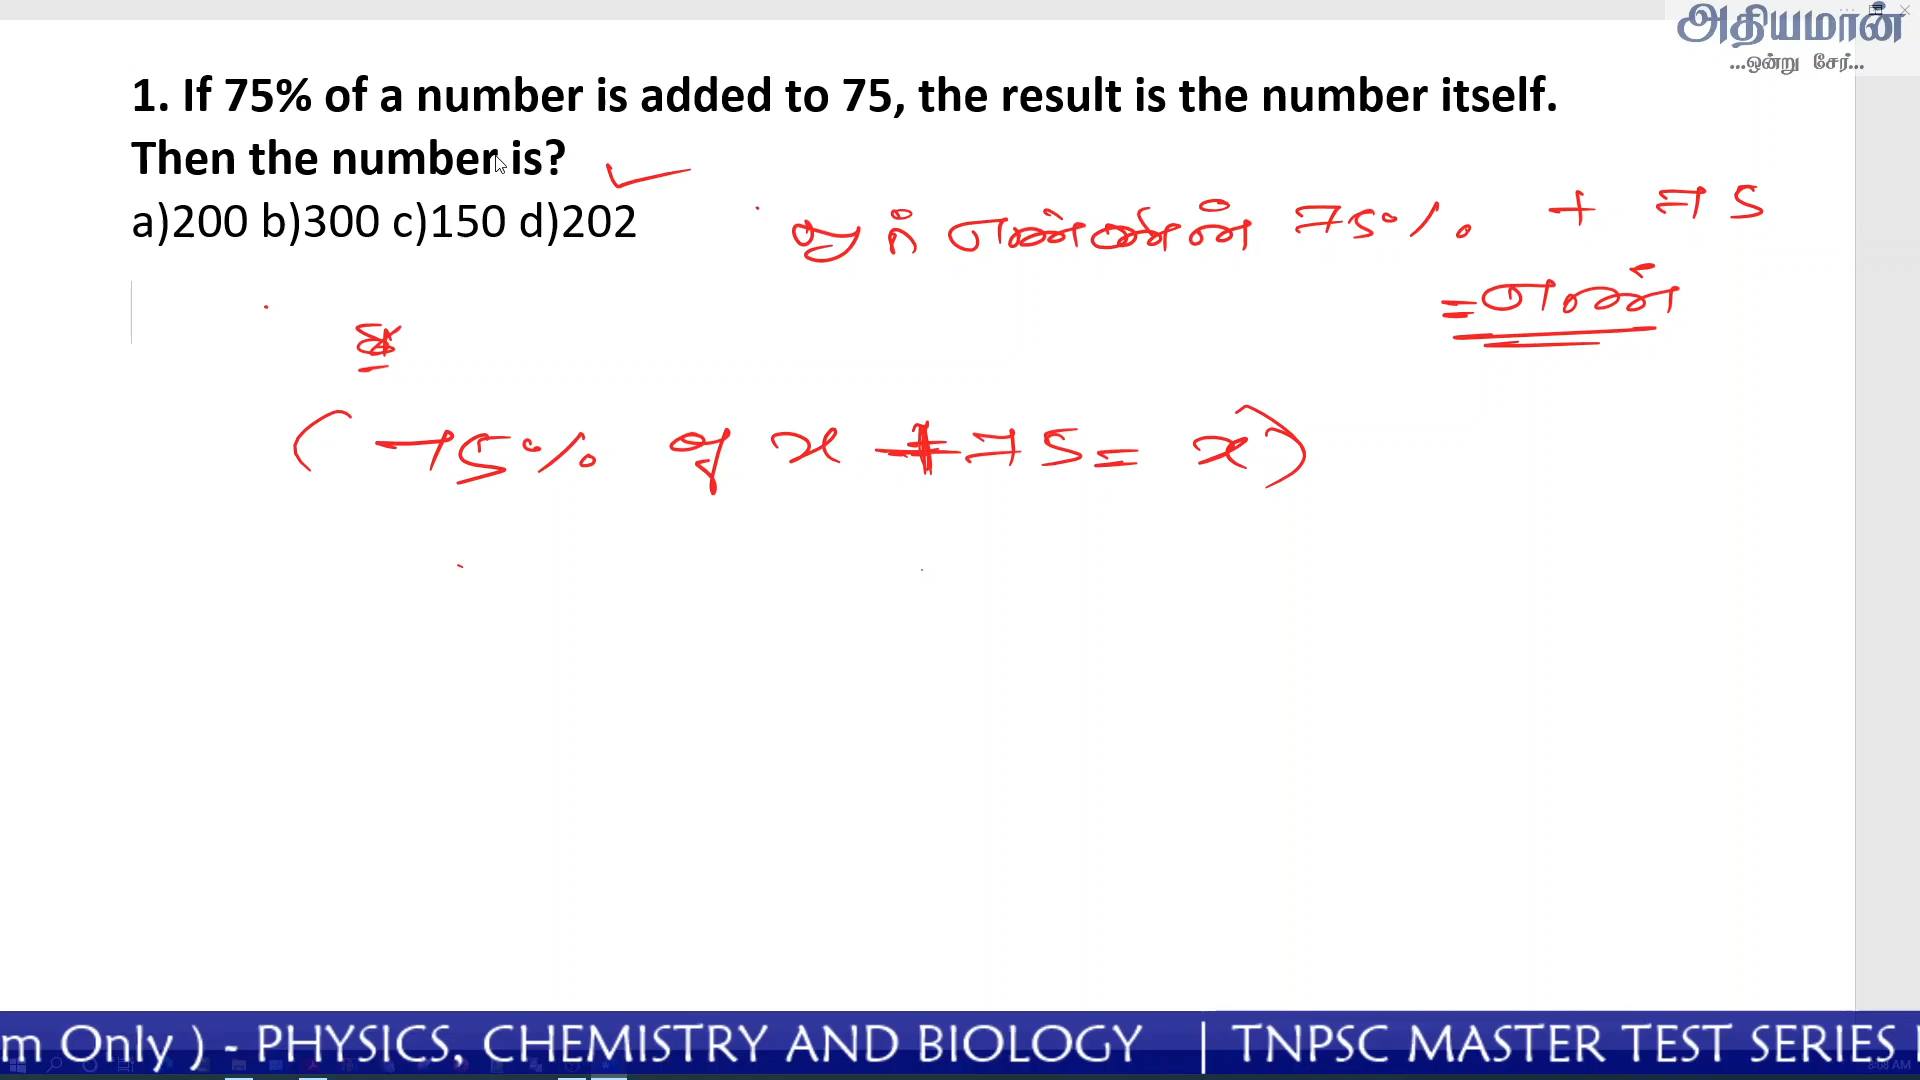 அதியமான்
...ஒன்று சேர்...
1. If 75% of a number is added to 75, the result is the number itself.
Then the number is?
a)200 b)300 c)150 d)202
ஒரு எண்ணின் 75% + 75
= எண்
(75% of x + 75 = x)
m Only ) - PHYSICS, CHEMISTRY AND BIOLOGY | TNPSC MASTER TEST SERIES